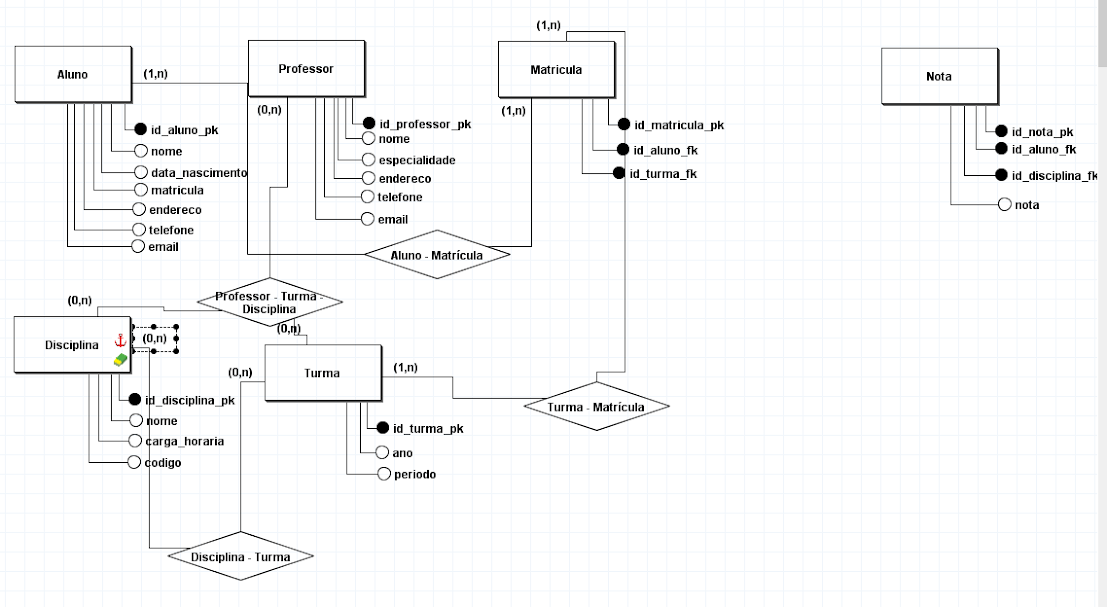 (1,n)
Aluno
(1,n)
Professor
Matricula
Nota
(0,n)
(1,n)
id_aluno_pk
nome
data_nascimento
matricula
endereco
telefone
email
id_professor_pk
nome
especialidade
endereco
telefone
email
id_matricula_pk
id_aluno_fk
id_turma_fk
id_nota_pk
id_aluno_fk
id_disciplina_fk
nota
Aluno - Matrícula
Professor - Turma -
Disciplina
(0,n)
(0,n)
Disciplina
(0,n)
(0,n)
Turma
(1,n)
Turma - Matrícula
id_disciplina_pk
nome
carga_horaria
codigo
id_turma_pk
ano
periodo
Disciplina - Turma